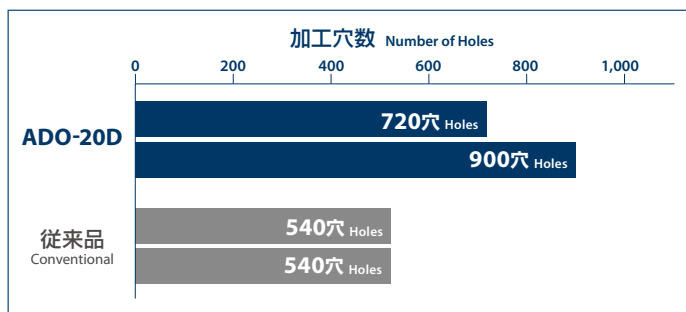 加工穴数 Number of Holes
0 200 400 600 800 1,000
ADO-20D
720穴 Holes
900穴 Holes
従来品
Conventional
540穴 Holes
540穴 Holes